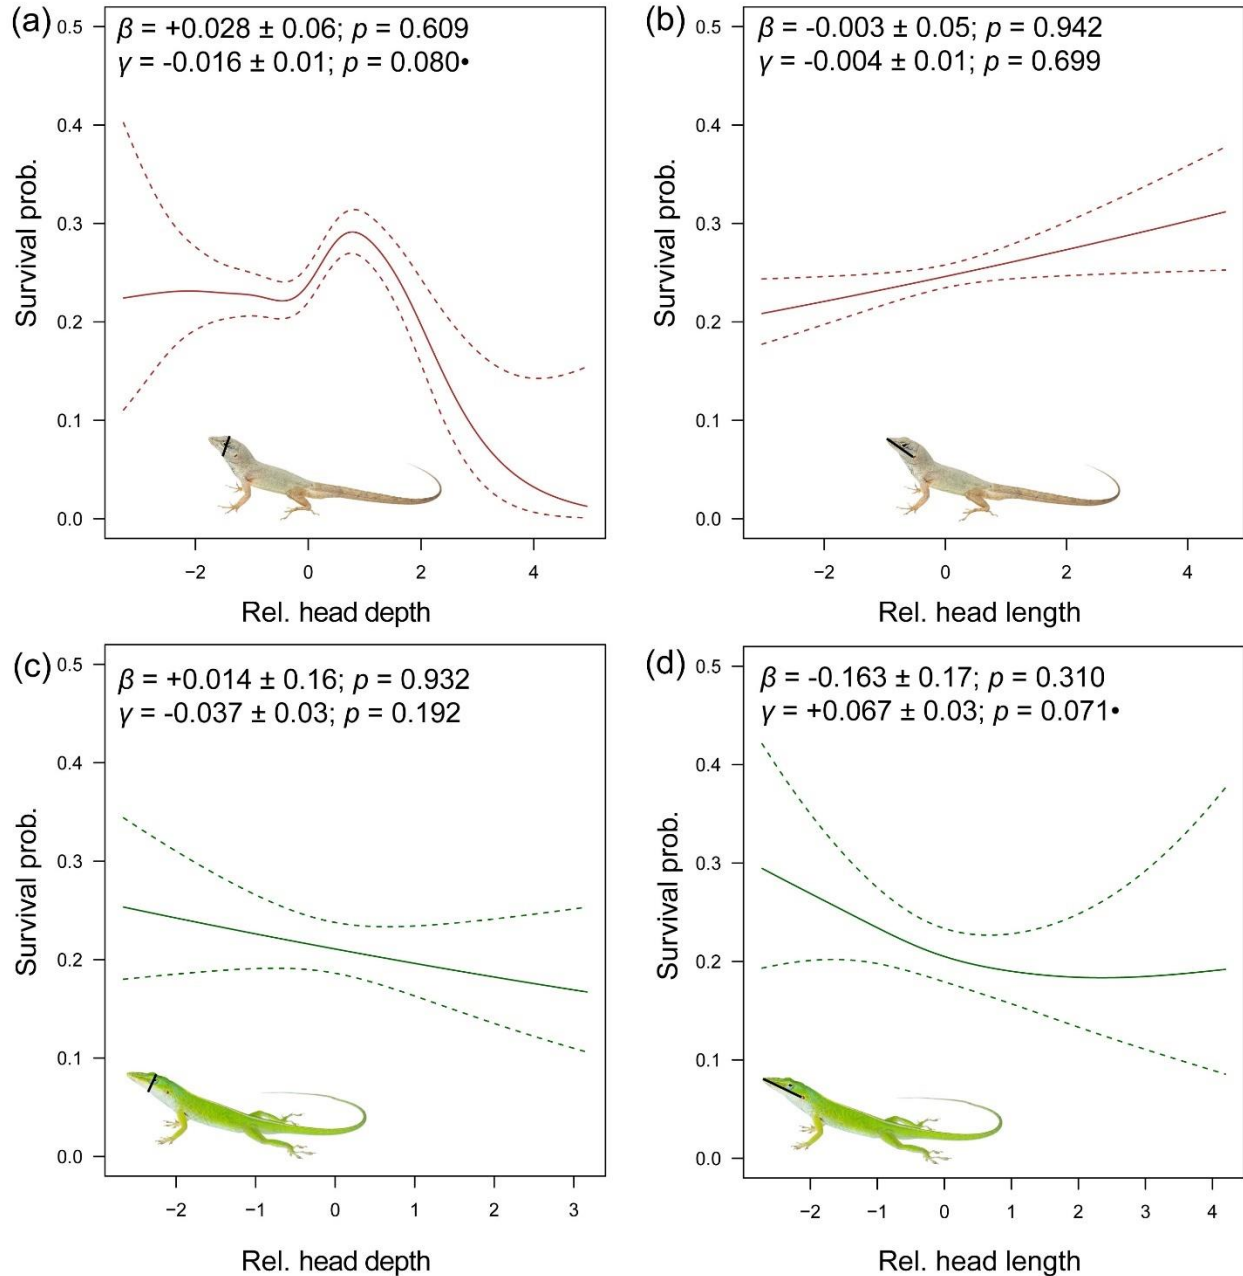 (a)
β = +0.028 ± 0.06; p = 0.609
γ = -0.016 ± 0.01; p = 0.080•
0.5
0.4
0.3
0.2
0.1
0.0
Survival prob.
−2
0
2
4
Rel. head depth
(b)
β = -0.003 ± 0.05; p = 0.942
γ = -0.004 ± 0.01; p = 0.699
0.5
0.4
0.3
0.2
0.1
0.0
Survival prob.
−2
0
2
4
Rel. head length
(c)
β = +0.014 ± 0.16; p = 0.932
γ = -0.037 ± 0.03; p = 0.192
0.5
0.4
0.3
0.2
0.1
0.0
Survival prob.
−2
−1
0
1
2
3
Rel. head depth
(d)
β = -0.163 ± 0.17; p = 0.310
γ = +0.067 ± 0.03; p = 0.071•
0.5
0.4
0.3
0.2
0.1
0.0
Survival prob.
−2
−1
0
1
2
3
4
Rel. head length